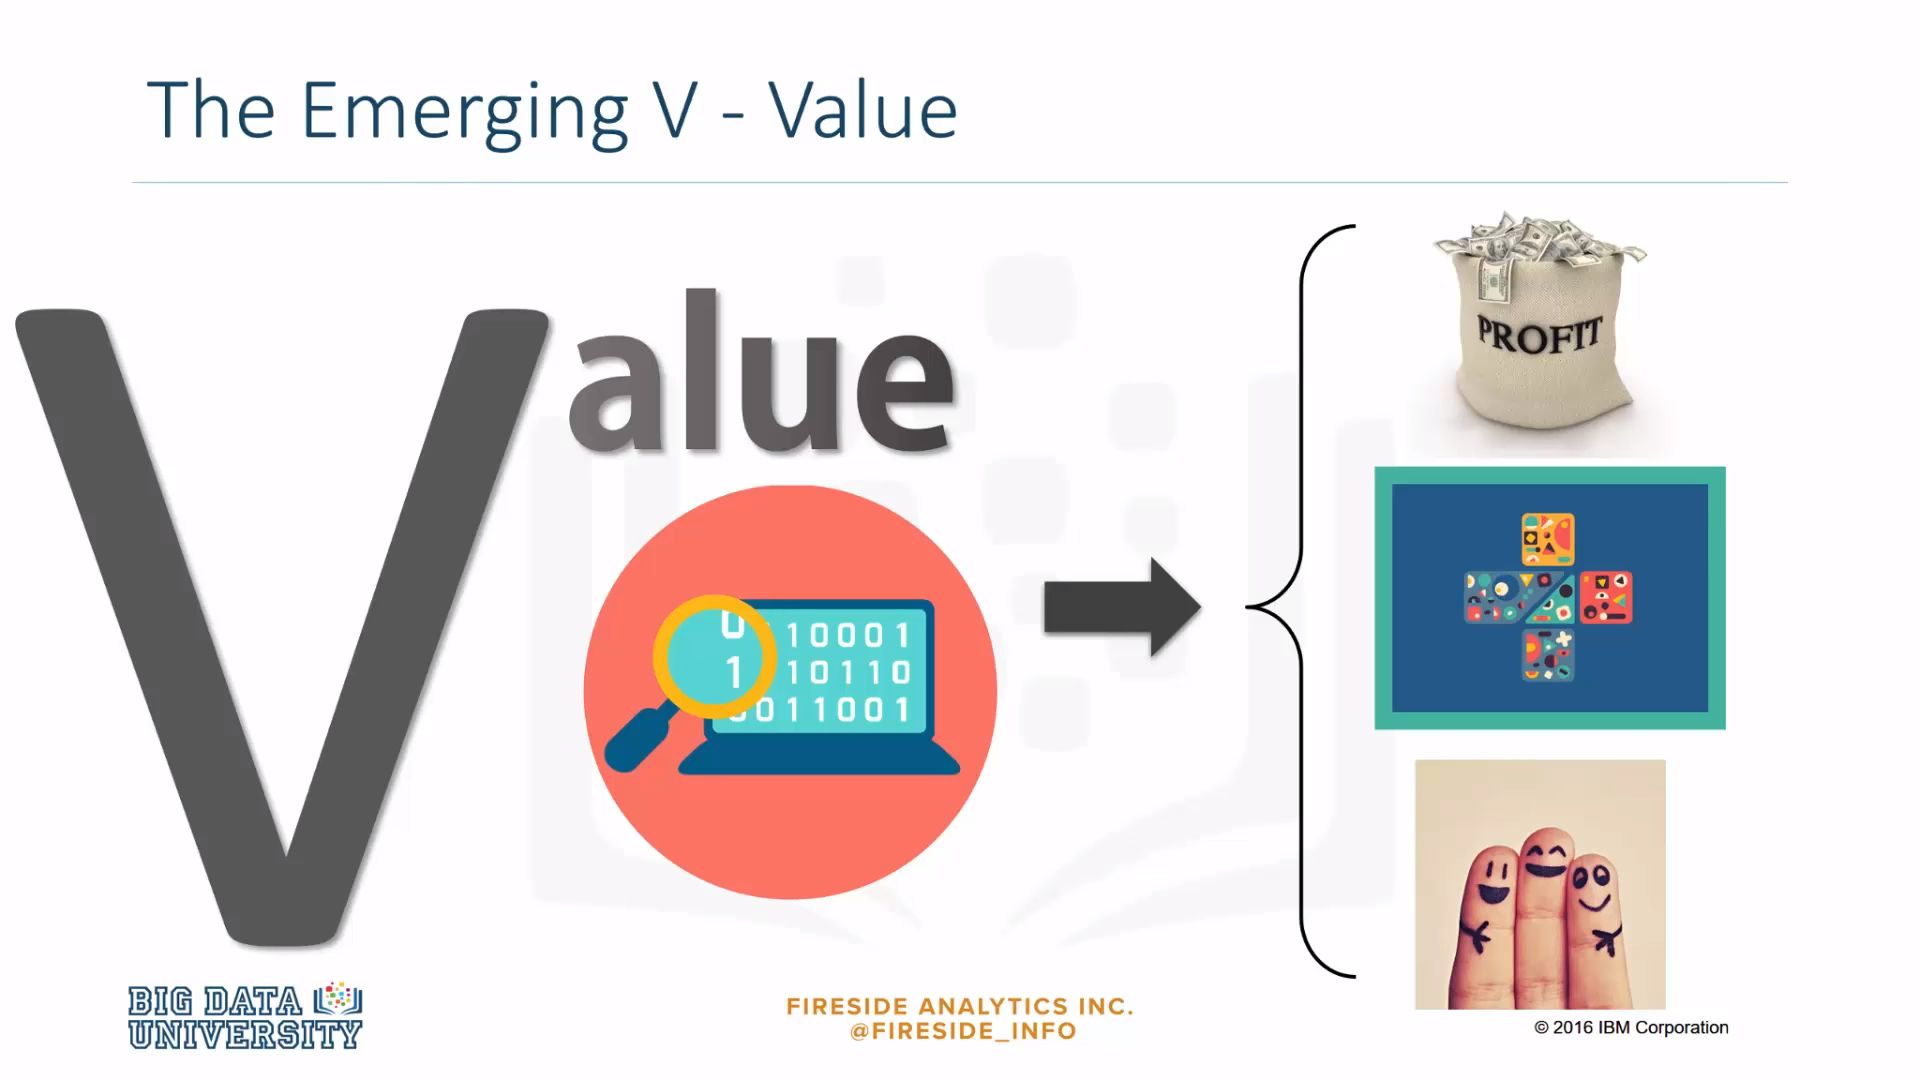 The Emerging V - Value
Value
PROFIT
0 10001
1 10110
0011001
BIG DATA
UNIVERSITY
FIRESIDE ANALYTICS INC.
@FIRESIDE_INFO
© 2016 IBM Corporation